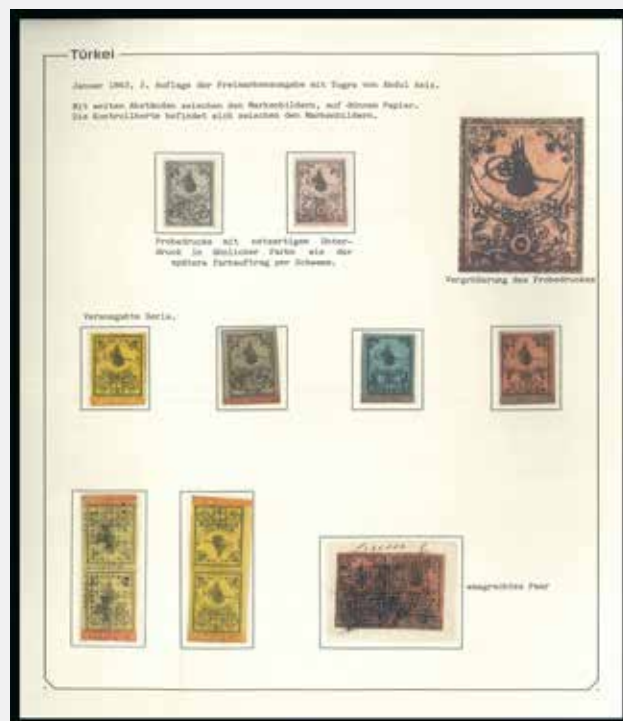 Türkei
Januar 1863, 2. Auflage der Freimarkenausgabe mit Tugra von Abdul Asis.
Mit weiten Abständen zwischen den Markenbildern, auf dünnem Papier.
Die Kontrolleiste befindet sich zwischen den Markenbildern.
Probedrucke mit netzartigem Unter-
druck in ähnlicher Farbe wie der
spätere Farbauftrag per Schwamm.
Vergrößerung des Probedruckes
Verausgabte Serie.
waagrechtes Paar